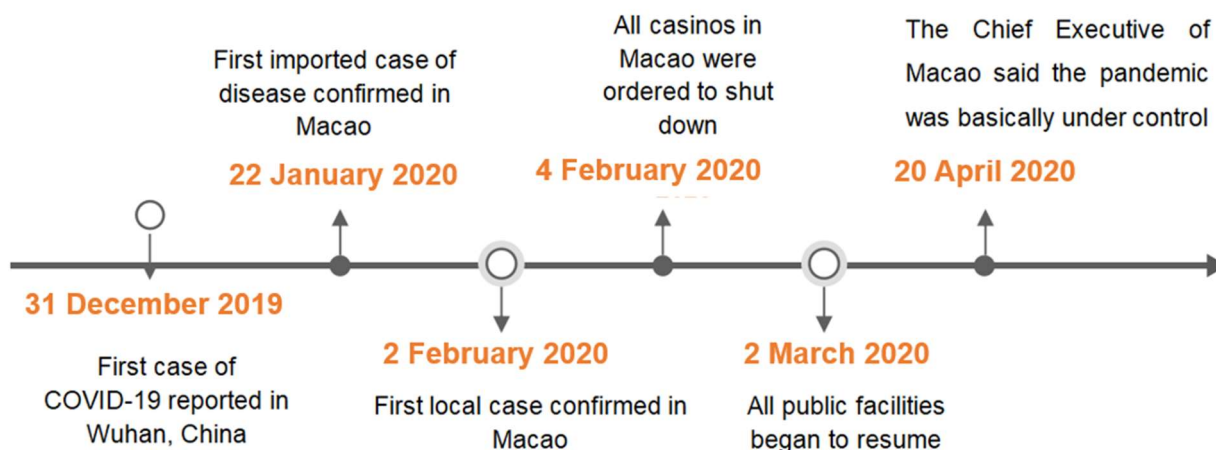 First imported case of
disease confirmed in
Macao
22 January 2020
All casinos in
Macao were
ordered to shut
down
4 February 2020
The Chief Executive of
Macao said the pandemic
was basically under control
20 April 2020
31 December 2019
First case of
COVID-19 reported in
Wuhan, China
2 February 2020
First local case confirmed in
Macao
2 March 2020
All public facilities
began to resume